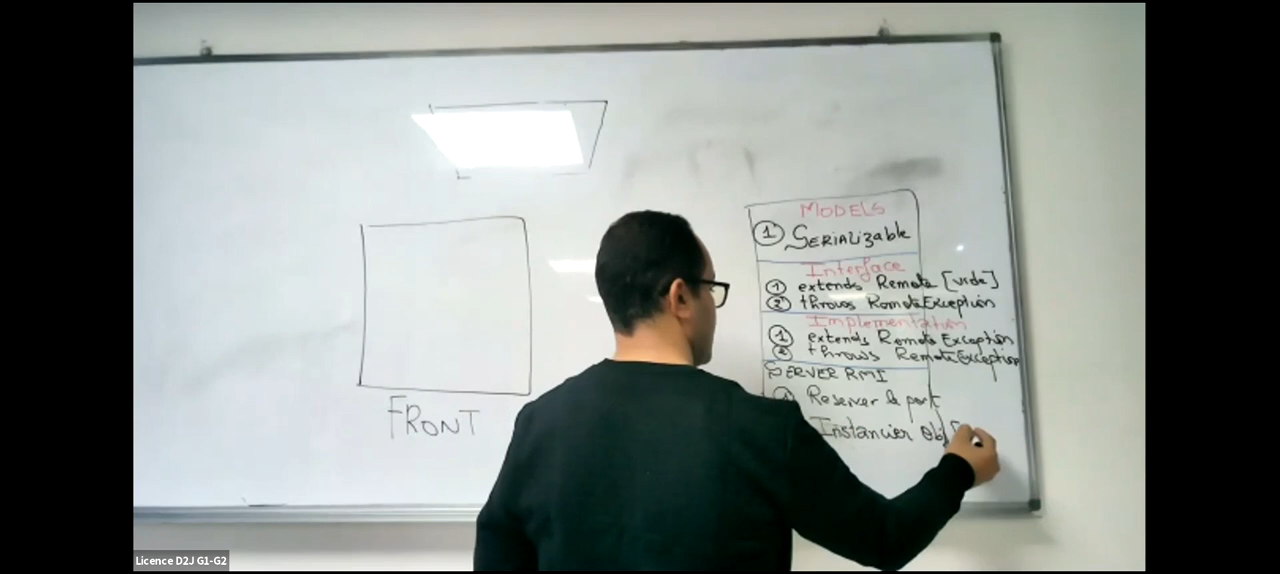 MODELS
① SERIALIzable
Interface
① extends Remote [vide]
② throws RemoteException
Implementation
① extends Remote Exception
② throws RemoteException
SERVER RMI
① Reserver le port
Instancier obj
FRONT
Licence D2J G1-G2